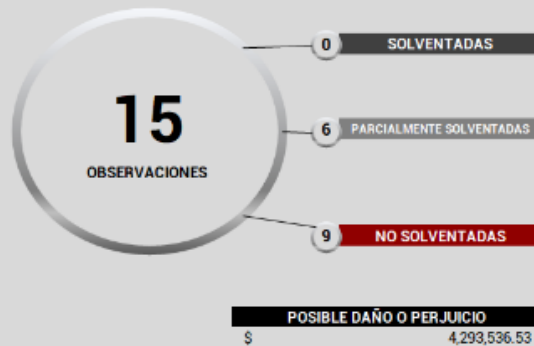 15
OBSERVACIONES
0 SOLVENTADAS
6 PARCIALMENTE SOLVENTADAS
9 NO SOLVENTADAS
POSIBLE DAÑO O PERJUICIO
$ 4,293,536.53